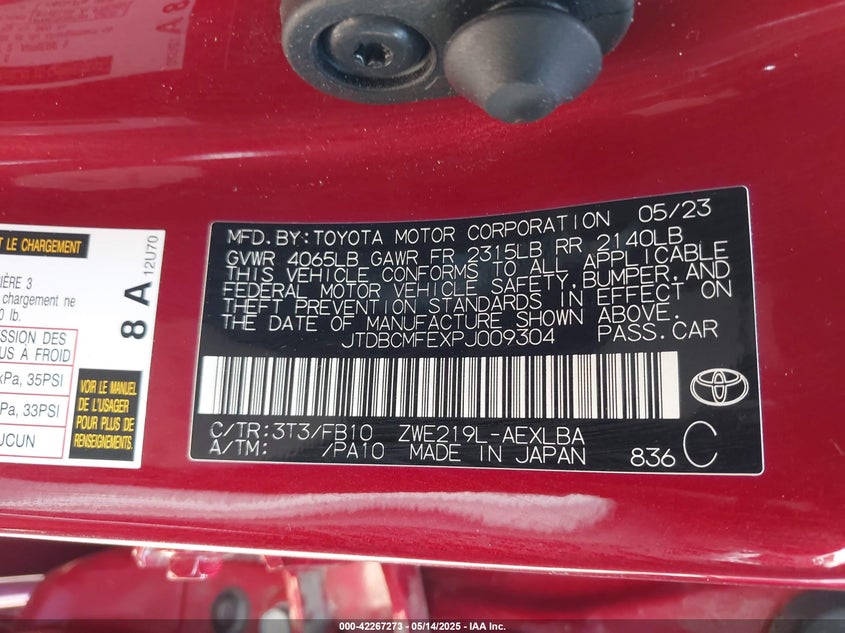 MFD.BY:TOYOTA MOTOR CORPORATION 05/23
GVWR 4065LB GAWR FR 2315LB RR 2140LB
THIS VEHICLE CONFORMS TO ALL APPLICABLE
FEDERAL MOTOR VEHICLE SAFETY,BUMPER,AND
THEFT PREVENTION STANDARDS IN EFFECT ON
THE DATE OF MANUFACTURE SHOWN ABOVE.
JTDBCMFEXPJ009304 PASS.CAR
C/TR:3T3/FB10 ZWE219L-AEXLBA
A/TM: /PA10 MADE IN JAPAN 836 C
T LE CHARGEMENT
IÈRE 3
chargement ne
0 lb.
SSION DES
US À FROID
kPa, 35PSI
Pa, 33PSI
UCUN
VOIR LE MANUEL
DE L'USAGER
POUR PLUS DE
RENSEIGNEMENTS
8 A 12U70
000-42267273 - 05/14/2025 - IAA Inc.